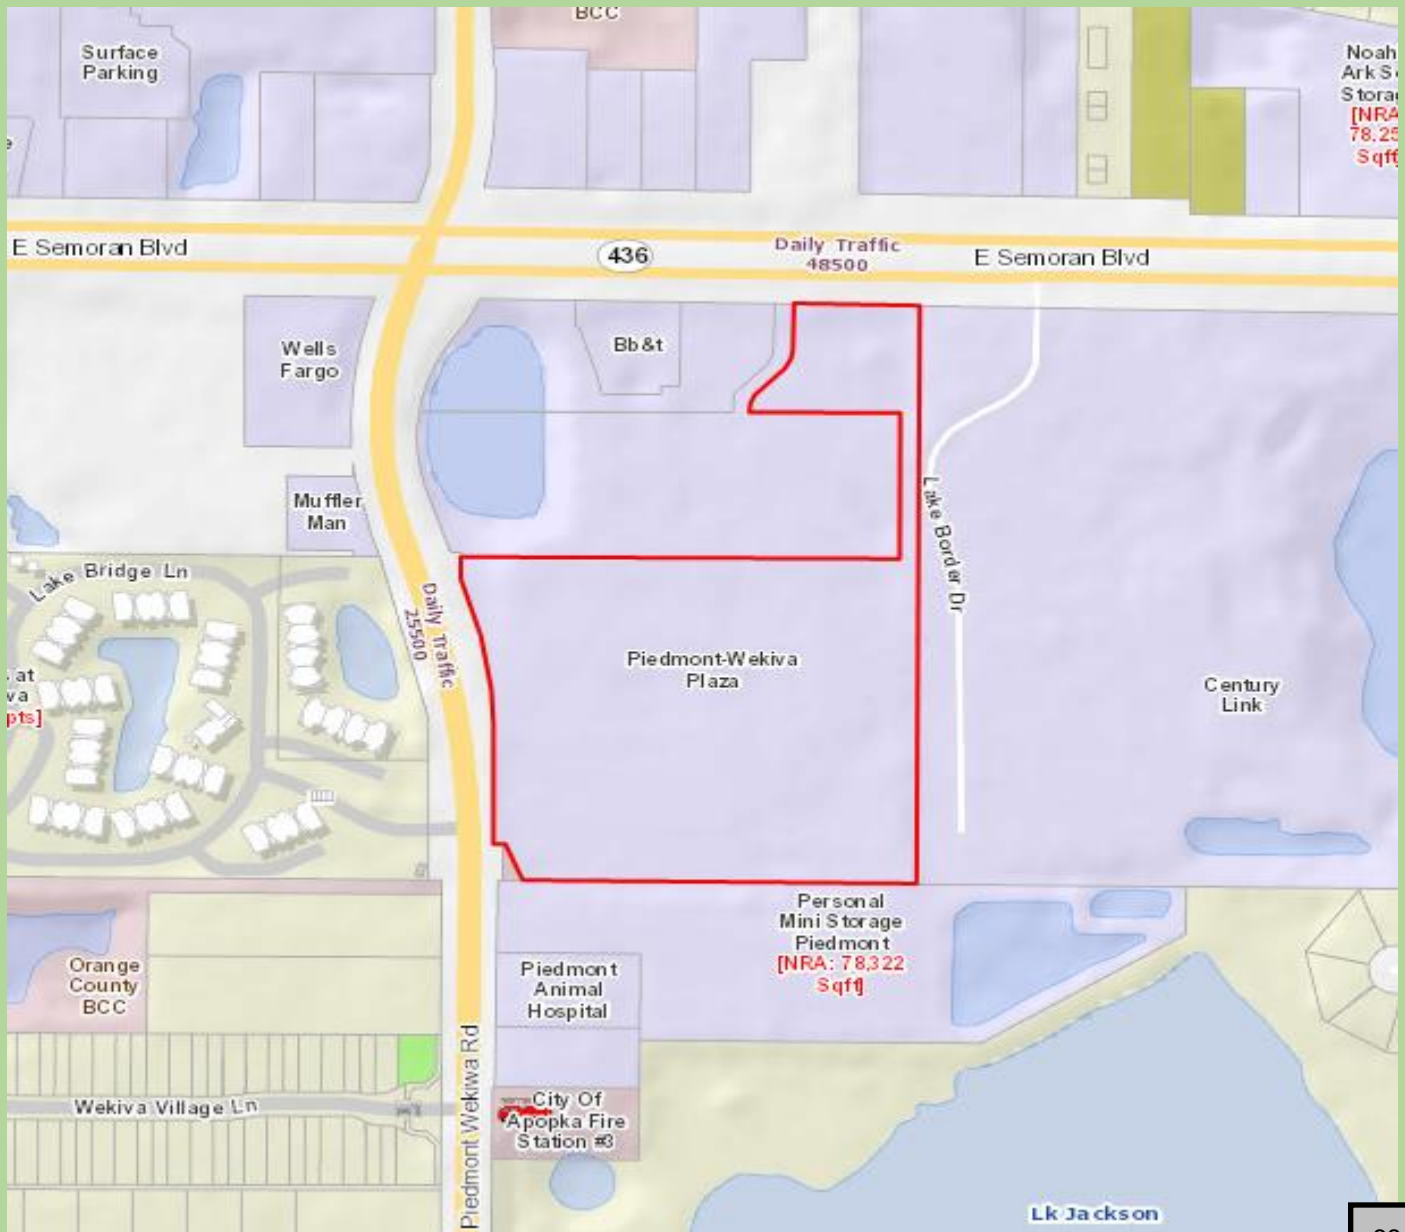 BCC
Surface
Parking
Noah
Ark S
Storag
[NRA
78,25
Sqft]
E Semoran Blvd
436
Daily Traffic
48500
E Semoran Blvd
Wells
Fargo
Bb&t
Muffler
Man
Lake Bridge Ln
Daily Traffic
25500
Lake Border Dr
Piedmont-Wekiva
Plaza
s at
va
pts]
Century
Link
Personal
Mini Storage
Piedmont
[NRA: 78,322
Sqft]
Orange
County
BCC
Piedmont
Animal
Hospital
Piedmont Wekiwa Rd
Wekiva Village Ln
City Of
Apopka Fire
Station #3
Lk Jackson